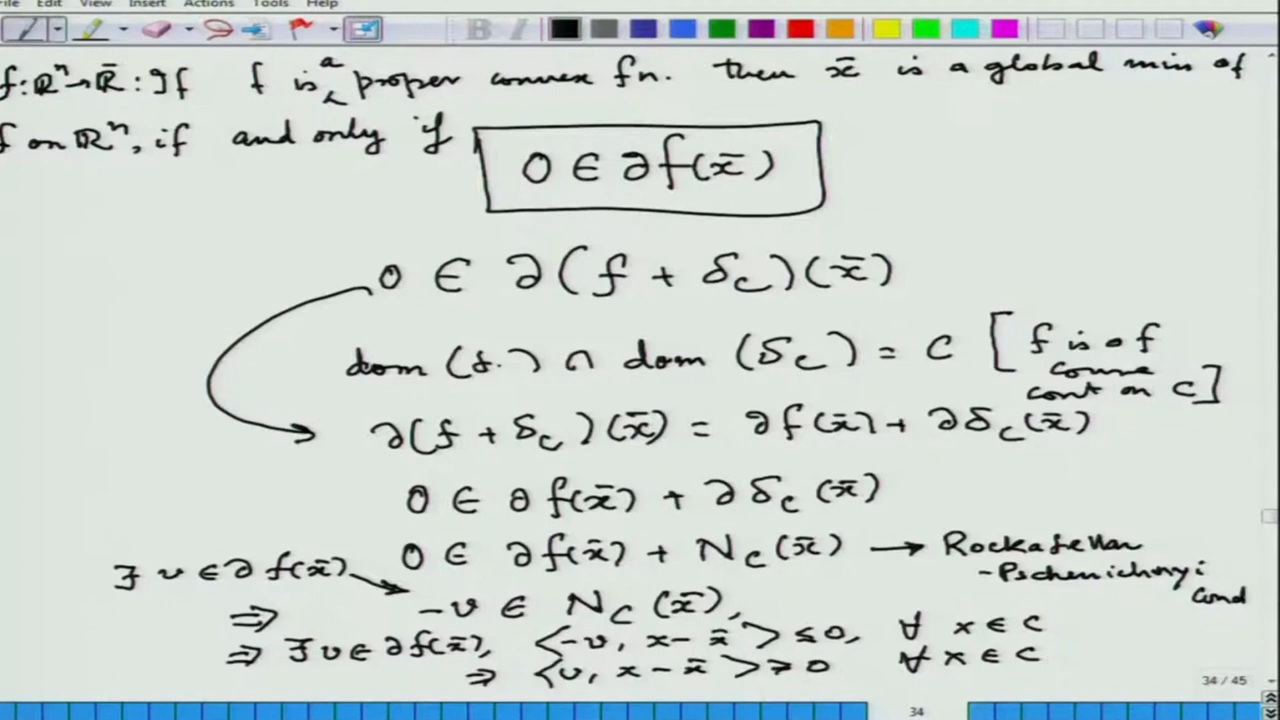 File Edit View Insert Actions Tools Help
f: ℝⁿ → ℝ̄ : If f is a proper convex fn. then x̄ is a global min of
f on ℝⁿ, if and only if 0 ∈ ∂f(x̄)
0 ∈ ∂(f + δ_C)(x̄)
dom (f) ∩ dom (δ_C) = C [f is of course cont on C]
∂(f + δ_C)(x̄) = ∂f(x̄) + ∂δ_C(x̄)
0 ∈ ∂f(x̄) + ∂δ_C(x̄)
0 ∈ ∂f(x̄) + N_C(x̄) → Rockafellar
-Pschenichnyi
Cond
∃ v ∈ ∂f(x̄)
⇒ -v ∈ N_C(x̄),
⇒ ∃ v ∈ ∂f(x̄), <-v, x - x̄> ≤ 0, ∀ x ∈ C
⇒ <v, x - x̄> ≥ 0 ∀ x ∈ C
34 / 45
34